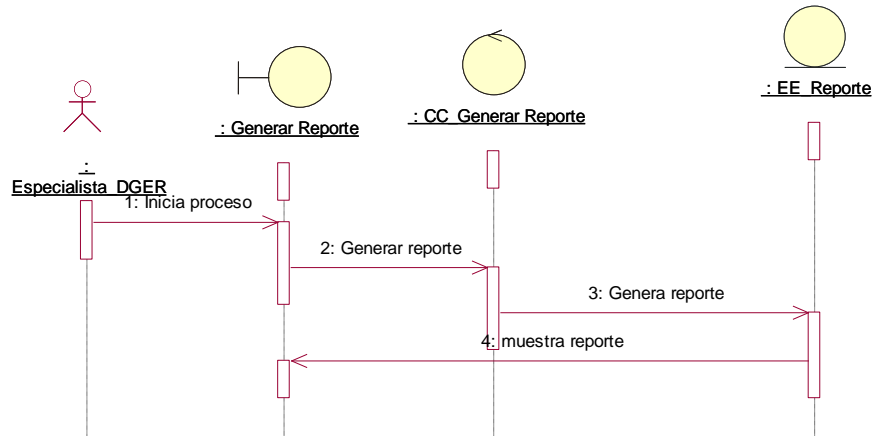 : EE_Reporte
: CC_Generar Reporte
: Generar Reporte
:
Especialista_DGER
1: Inicia proceso
2: Generar reporte
3: Genera reporte
4: muestra reporte